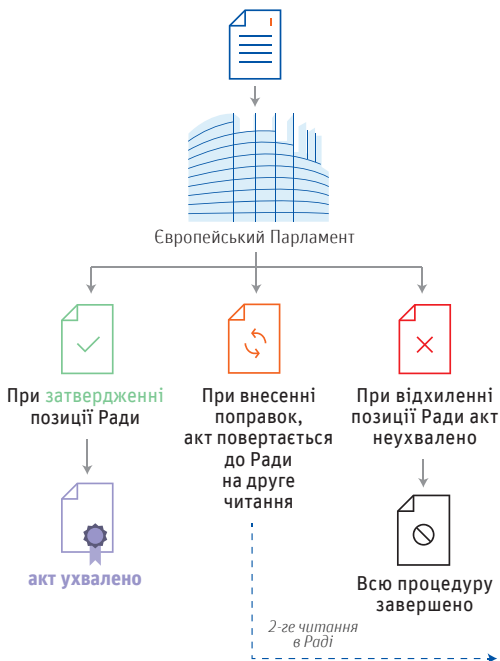 Європейський Парламент
При затвердженні
позиції Ради
акт ухвалено
При внесенні
поправок,
акт повертається
до Ради
на друге
читання
При відхиленні
позиції Ради акт
неухвалено
Всю процедуру
завершено
2-ге читання
в Раді